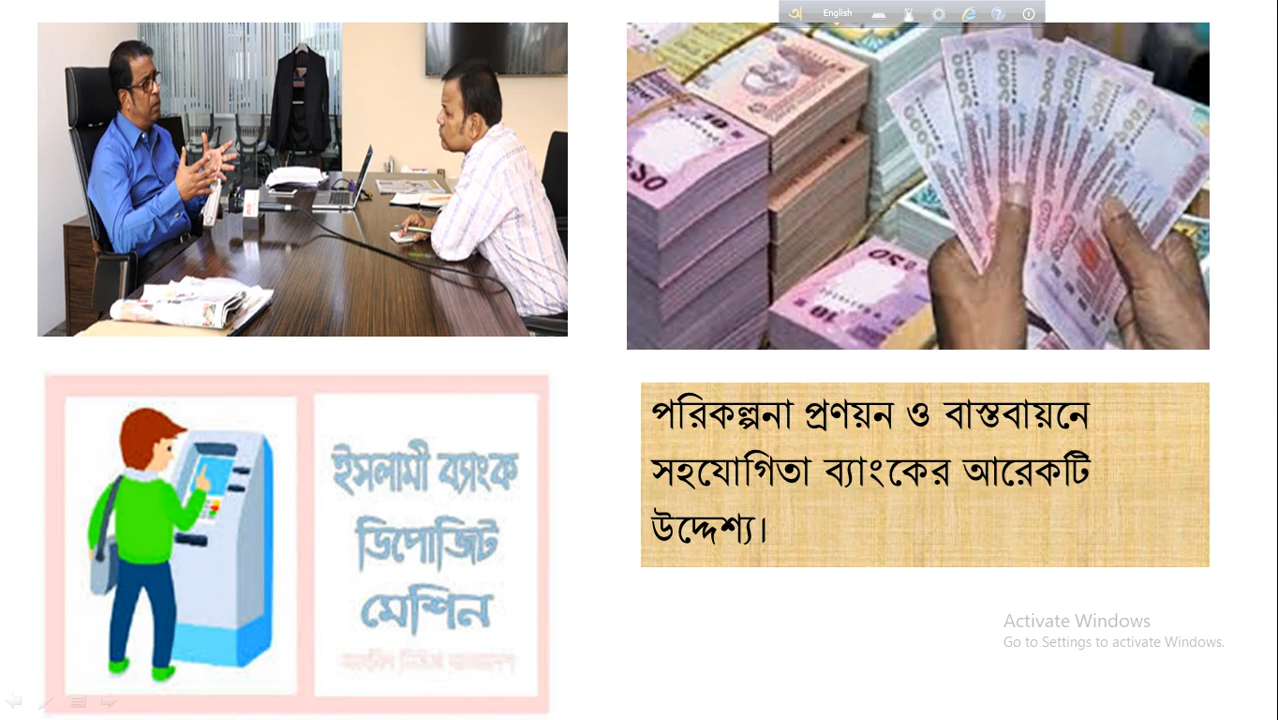 English
পরিকল্পনা প্রণয়ন ও বাস্তবায়নে
সহযোগিতা ব্যাংকের আরেকটি
উদ্দেশ্য।
ইসলামী ব্যাংক
ডিপোজিট
মেশিন
Activate Windows
Go to Settings to activate Windows.